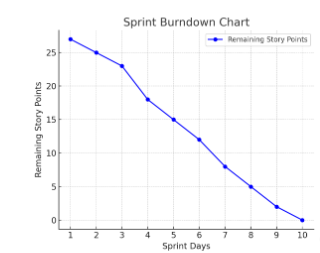 Sprint Burndown Chart
Remaining Story Points
25
20
15
10
5
0
Remaining Story Points
1 2 3 4 5 6 7 8 9 10
Sprint Days